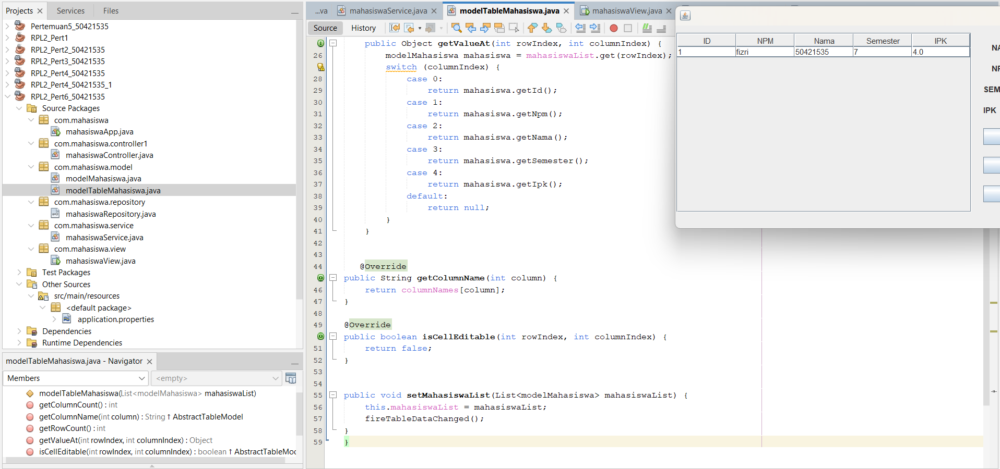 Projects
Services
Files
Pertemuan5_50421535
RPL2_Pert1
RPL2_Pert2_50421535
RPL2_Pert3_50421535
RPL2_Pert4_50421535
RPL2_Pert4_50421535_1
RPL2_Pert6_50421535
Source Packages
com.mahasiswa
mahasiswaApp.java
com.mahasiswa.controller1
mahasiswaController.java
com.mahasiswa.model
modelMahasiswa.java
modelTableMahasiswa.java
com.mahasiswa.repository
mahasiswaRepository.java
com.mahasiswa.service
mahasiswaService.java
com.mahasiswa.view
mahasiswaView.java
Test Packages
Other Sources
src/main/resources
<default package>
application.properties
Dependencies
Runtime Dependencies
modelTableMahasiswa.java - Navigator
Members
<empty>
modelTableMahasiswa(List<modelMahasiswa> mahasiswaList)
getColumnCount() : int
getColumnName(int column) : String ↑ AbstractTableModel
getRowCount() : int
getValueAt(int rowIndex, int columnIndex) : Object
isCellEditable(int rowIndex, int columnIndex) : boolean ↑ AbstractTableMoc
...va
mahasiswaService.java
modelTableMahasiswa.java
mahasiswaView.java
Source
History
public Object getValueAt(int rowIndex, int columnIndex) {
26 modelMahasiswa mahasiswa = mahasiswaList.get(rowIndex);
switch (columnIndex) {
28 case 0:
29 return mahasiswa.getId();
30 case 1:
31 return mahasiswa.getNpm();
32 case 2:
33 return mahasiswa.getNama();
34 case 3:
35 return mahasiswa.getSemester();
36 case 4:
37 return mahasiswa.getIpk();
38 default:
39 return null;
40 }
41 }
42
43
44 @Override
public String getColumnName(int column) {
46 return columnNames[column];
47 }
48
49 @Override
public boolean isCellEditable(int rowIndex, int columnIndex) {
51 return false;
52 }
53
54
55 public void setMahasiswaList(List<modelMahasiswa> mahasiswaList) {
56 this.mahasiswaList = mahasiswaList;
57 fireTableDataChanged();
58 }
59 }
ID NPM Nama Semester IPK
1 fizri 50421535 7 4.0
NA
NP
SEM
IPK